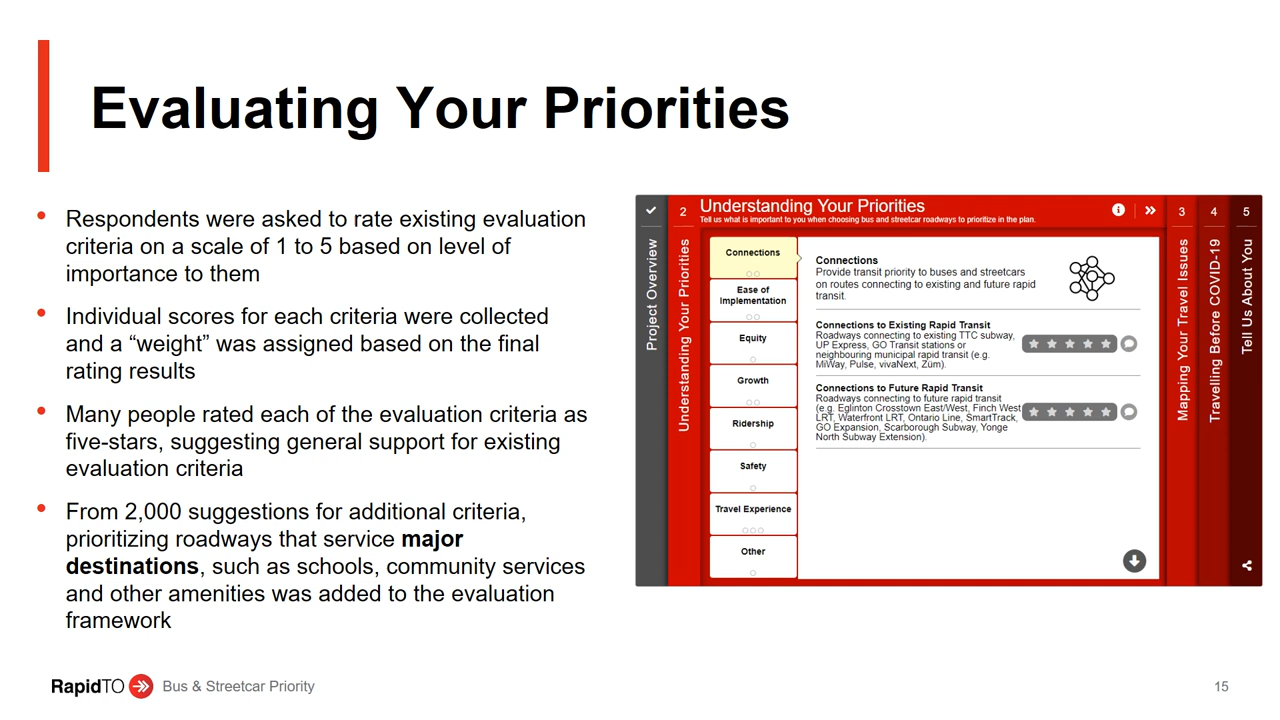 Evaluating Your Priorities
• Respondents were asked to rate existing evaluation
criteria on a scale of 1 to 5 based on level of
importance to them
• Individual scores for each criteria were collected
and a “weight” was assigned based on the final
rating results
• Many people rated each of the evaluation criteria as
five-stars, suggesting general support for existing
evaluation criteria
• From 2,000 suggestions for additional criteria,
prioritizing roadways that service major
destinations, such as schools, community services
and other amenities was added to the evaluation
framework
Project Overview
2
Understanding Your Priorities
Understanding Your Priorities
Tell us what is important to you when choosing bus and streetcar roadways to prioritize in the plan.
Connections
Ease of
Implementation
Equity
Growth
Ridership
Safety
Travel Experience
Other
Connections
Provide transit priority to buses and streetcars
on routes connecting to existing and future rapid
transit.
Connections to Existing Rapid Transit
Roadways connecting to existing TTC subway,
UP Express, GO Transit stations or
neighbouring municipal rapid transit (e.g.
MiWay, Pulse, vivaNext, Züm).
Connections to Future Rapid Transit
Roadways connecting to future rapid transit
(e.g. Eglinton Crosstown East/West, Finch West
LRT, Waterfront LRT, Ontario Line, SmartTrack,
GO Expansion, Scarborough Subway, Yonge
North Subway Extension).
3
Mapping Your Travel Issues
4
Travelling Before COVID-19
5
Tell Us About You
RapidTO Bus & Streetcar Priority
15